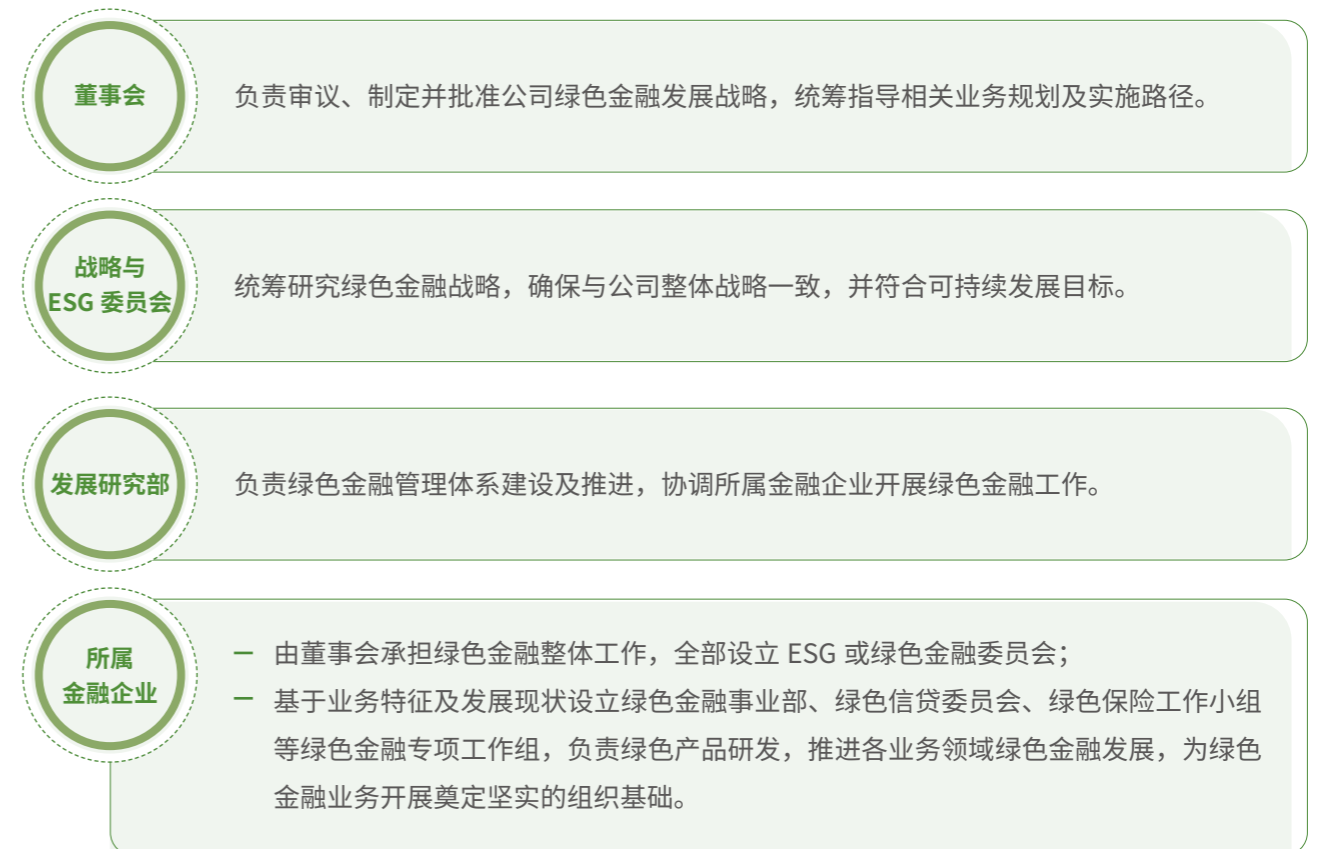 董事会
负责审议、制定并批准公司绿色金融发展战略，统筹指导相关业务规划及实施路径。
战略与
ESG 委员会
统筹研究绿色金融战略，确保与公司整体战略一致，并符合可持续发展目标。
发展研究部
负责绿色金融管理体系建设及推进，协调所属金融企业开展绿色金融工作。
所属
金融企业
— 由董事会承担绿色金融整体工作，全部设立 ESG 或绿色金融委员会；
— 基于业务特征及发展现状设立绿色金融事业部、绿色信贷委员会、绿色保险工作小组
等绿色金融专项工作组，负责绿色产品研发，推进各业务领域绿色金融发展，为绿色
金融业务开展奠定坚实的组织基础。